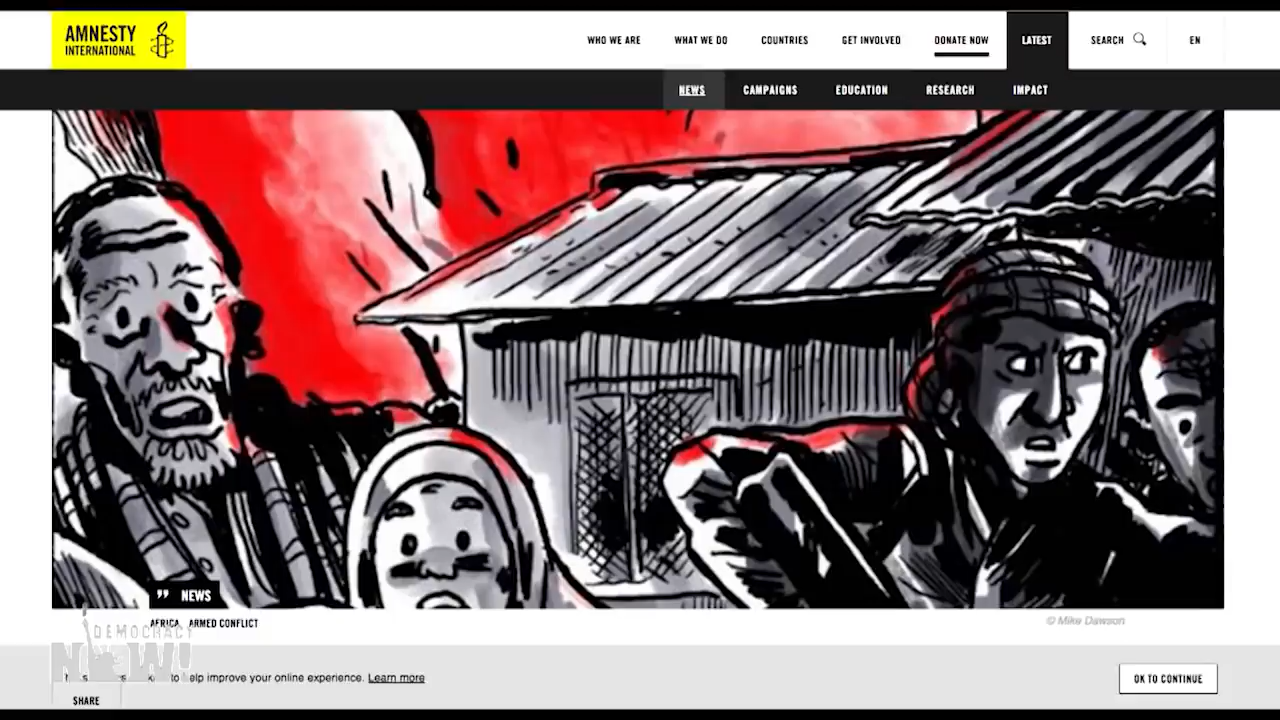 AMNESTY
INTERNATIONAL
WHO WE ARE
WHAT WE DO
COUNTRIES
GET INVOLVED
DONATE NOW
LATEST
SEARCH
EN
NEWS
CAMPAIGNS
EDUCATION
RESEARCH
IMPACT
" NEWS
AFRICA ARMED CONFLICT
© Mike Dawson
DEMOCRACY
NOW!
to help improve your online experience. Learn more
OK TO CONTINUE
SHARE